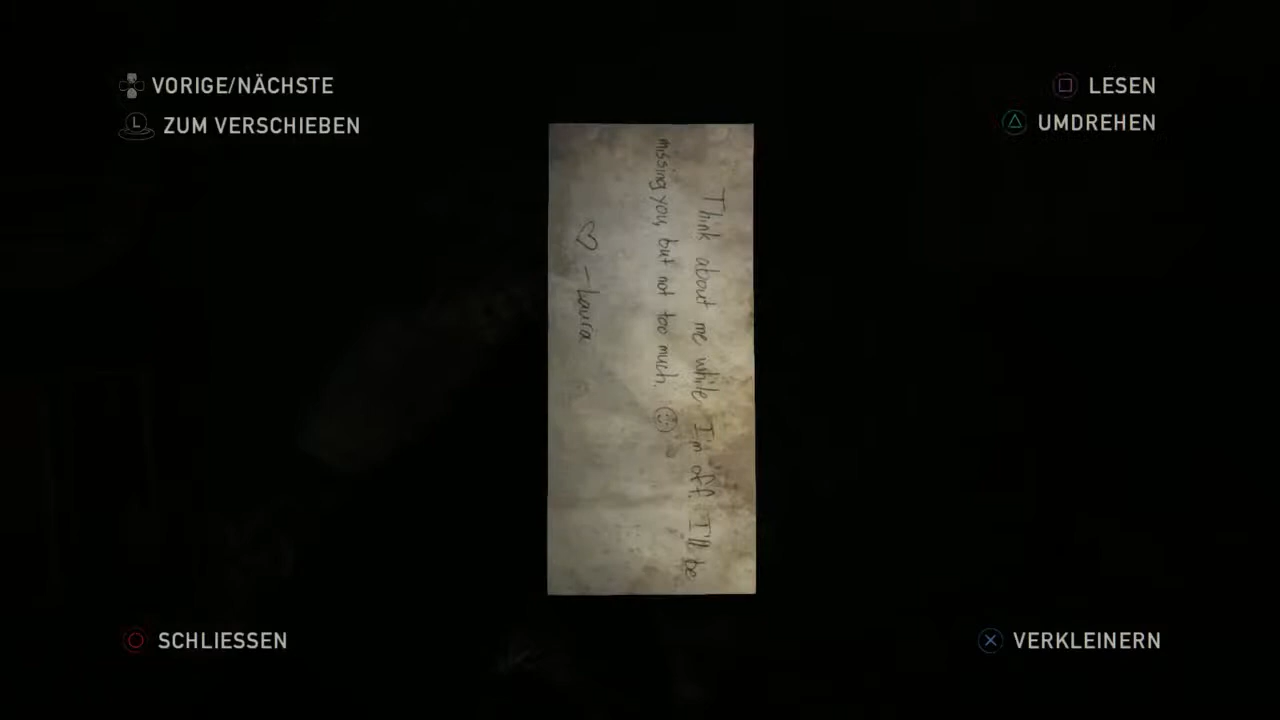 VORIGE/NÄCHSTE
L ZUM VERSCHIEBEN
LESEN
UMDREHEN
Think about me while I'm off. I'll be
missing you, but not too much.
-Laura
SCHLIESSEN
VERKLEINERN